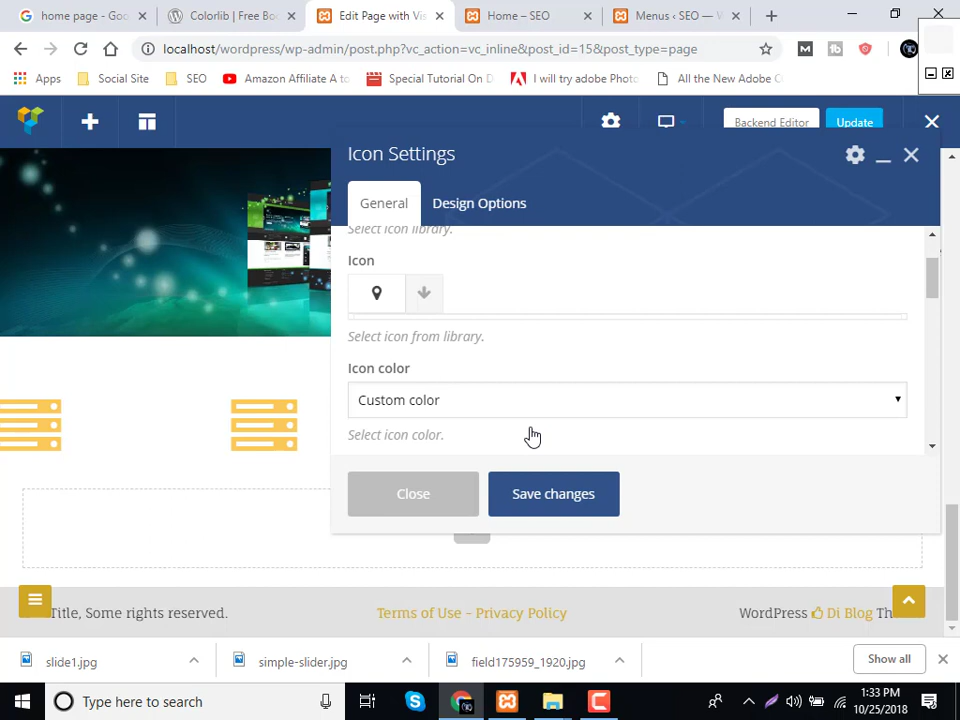 home page - Goo
Colorlib | Free Bo
Edit Page with Vis
Home – SEO
Menus ‹ SEO — W
localhost/wordpress/wp-admin/post.php?vc_action=vc_inline&post_id=15&post_type=page
Apps
Social Site
SEO
Amazon Affiliate A to
Special Tutorial On D
I will try adobe Photo
All the New Adobe C
Backend Editor
Update
Icon Settings
General
Design Options
Select icon library.
Icon
Select icon from library.
Icon color
Custom color
Select icon color.
Close
Save changes
Title, Some rights reserved.
Terms of Use - Privacy Policy
WordPress Di Blog Th
slide1.jpg
simple-slider.jpg
field175959_1920.jpg
Show all
Type here to search
1:33 PM
10/25/2018